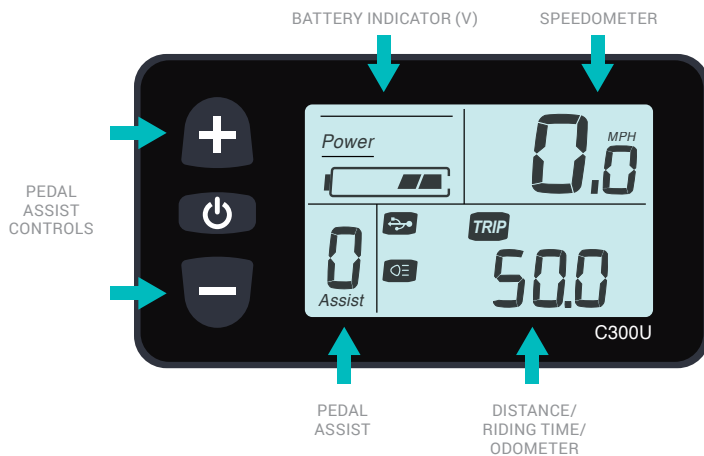 BATTERY INDICATOR (V)
SPEEDOMETER
Power
0.0
MPH
PEDAL
ASSIST
CONTROLS
0
Assist
TRIP
50.0
C300U
PEDAL
ASSIST
DISTANCE/
RIDING TIME/
ODOMETER